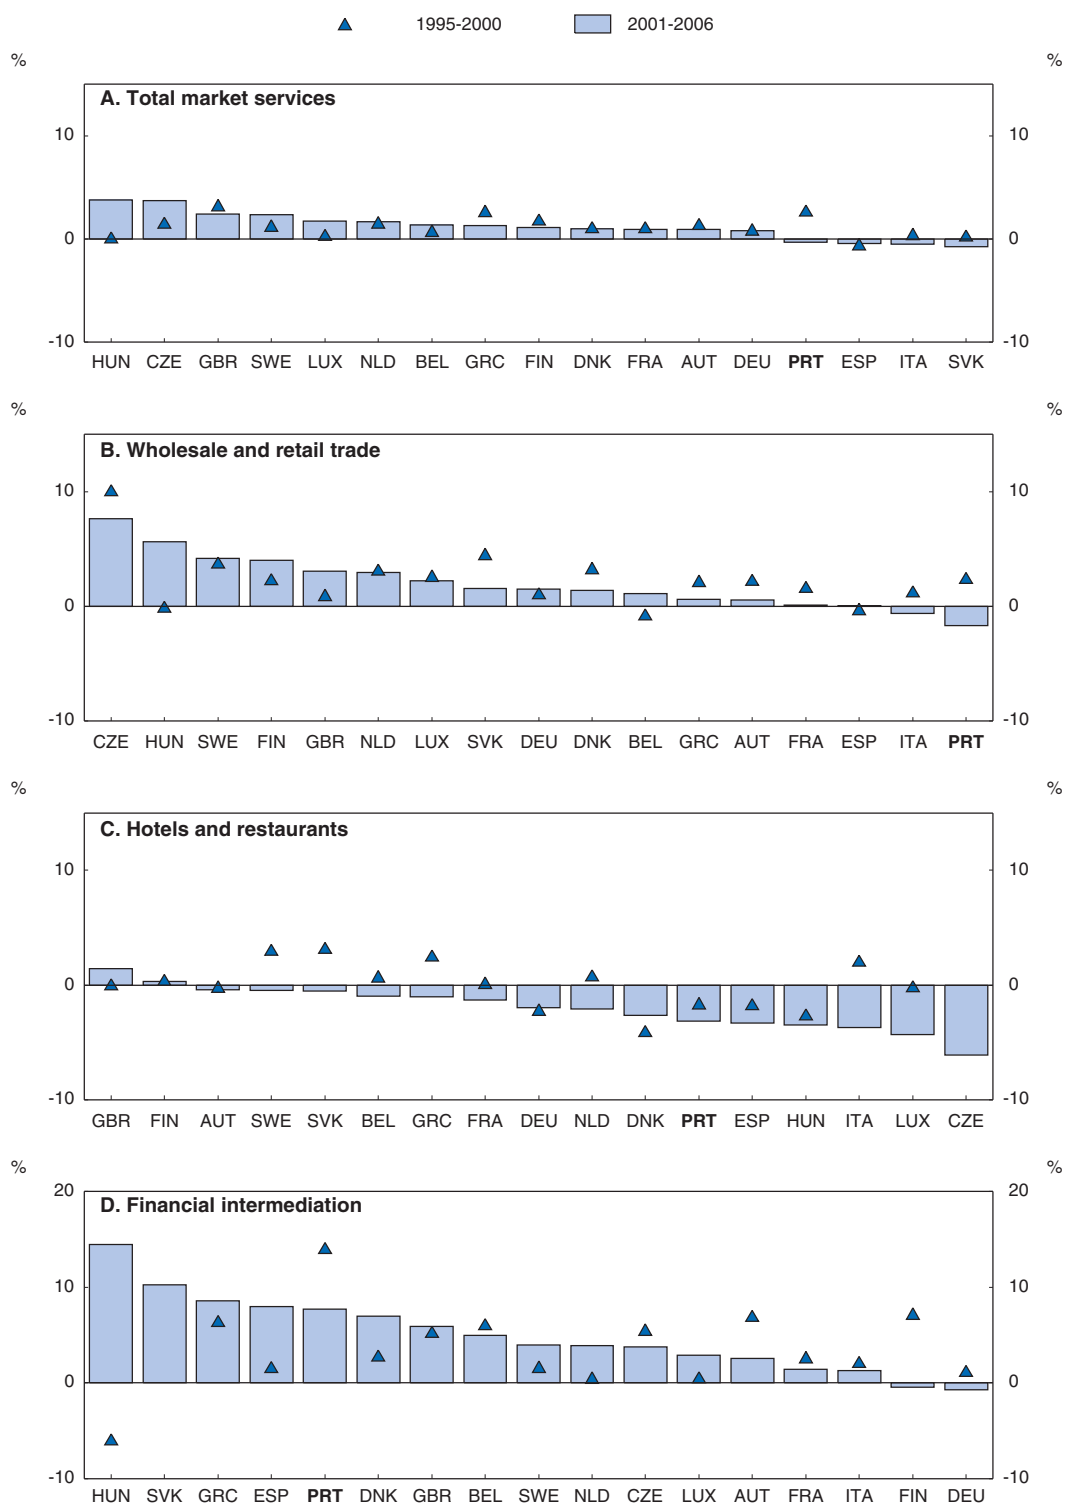 1995-2000 2001-2006
% %
A. Total market services
10 10
0 0
-10 -10
HUN CZE GBR SWE LUX NLD BEL GRC FIN DNK FRA AUT DEU PRT ESP ITA SVK
% %
B. Wholesale and retail trade
10 10
0 0
-10 -10
CZE HUN SWE FIN GBR NLD LUX SVK DEU DNK BEL GRC AUT FRA ESP ITA PRT
% %
C. Hotels and restaurants
10 10
0 0
-10 -10
GBR FIN AUT SWE SVK BEL GRC FRA DEU NLD DNK PRT ESP HUN ITA LUX CZE
% %
20 20
D. Financial intermediation
10 10
0 0
-10 -10
HUN SVK GRC ESP PRT DNK GBR BEL SWE NLD CZE LUX AUT FRA ITA FIN DEU